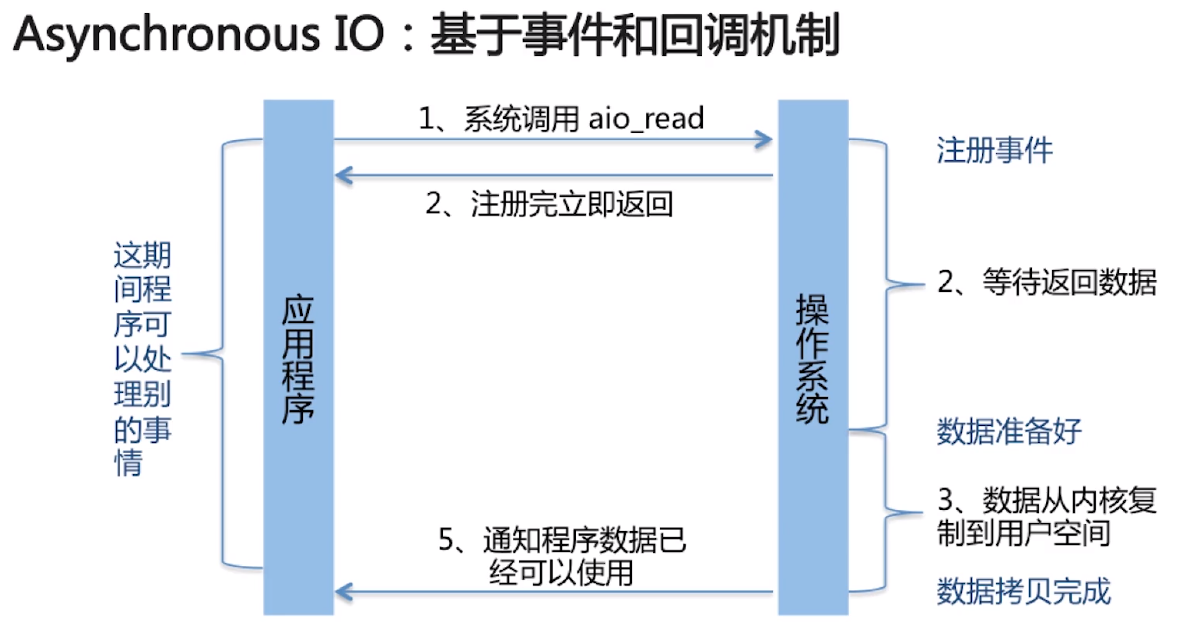 Asynchronous IO：基于事件和回调机制
1、系统调用 aio_read
注册事件
2、注册完立即返回
这期
间程
序可
以处
理别
的事
情
应
用
程
序
操
作
系
统
2、等待返回数据
数据准备好
3、数据从内核复
制到用户空间
5、通知程序数据已
经可以使用
数据拷贝完成